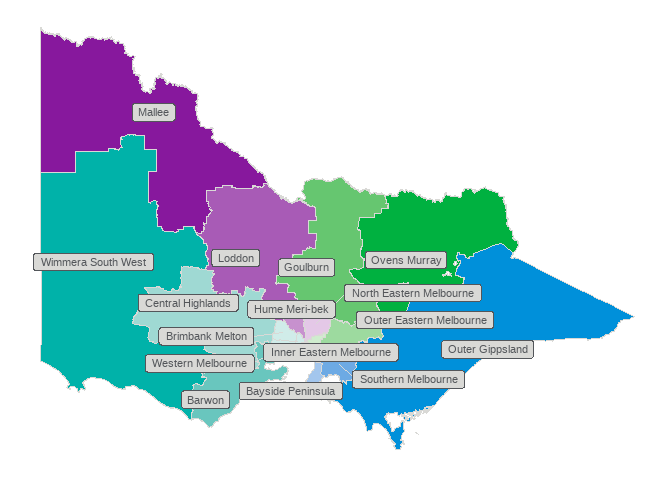 Mallee
Loddon
Wimmera South West
Ovens Murray
Goulburn
North Eastern Melbourne
Central Highlands
Hume Meri-bek
Outer Eastern Melbourne
Brimbank Melton
Outer Gippsland
Inner Eastern Melbourne
Western Melbourne
Southern Melbourne
Bayside Peninsula
Barwon